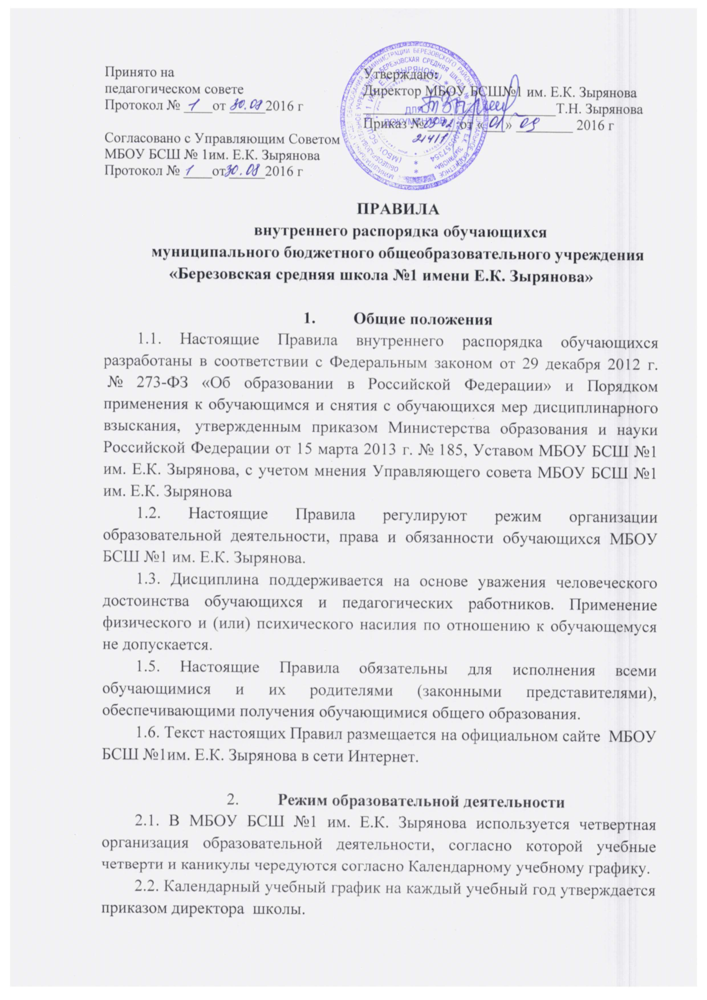 Принято на
педагогическом совете
Протокол № 1 от 30.08 2016 г
Согласовано с Управляющим Советом
МБОУ БСШ № 1им. Е.К. Зырянова
Протокол № 1 от 30.08 2016 г
Утверждаю:
Директор МБОУ БСШ№1 им. Е.К. Зырянова
Т.Н. Зырянова
Приказ № 03-02 от «01» 09 2016 г
214/1
ДЛЯ
ДОКУМЕНТОВ
ПРАВИЛА
внутреннего распорядка обучающихся
муниципального бюджетного общеобразовательного учреждения
«Березовская средняя школа №1 имени Е.К. Зырянова»
1. Общие положения
1.1. Настоящие Правила внутреннего распорядка обучающихся
разработаны в соответствии с Федеральным законом от 29 декабря 2012 г.
№ 273-ФЗ «Об образовании в Российской Федерации» и Порядком
применения к обучающимся и снятия с обучающихся мер дисциплинарного
взыскания, утвержденным приказом Министерства образования и науки
Российской Федерации от 15 марта 2013 г. № 185, Уставом МБОУ БСШ №1
им. Е.К. Зырянова, с учетом мнения Управляющего совета МБОУ БСШ №1
им. Е.К. Зырянова
1.2. Настоящие Правила регулируют режим организации
образовательной деятельности, права и обязанности обучающихся МБОУ
БСШ №1 им. Е.К. Зырянова.
1.3. Дисциплина поддерживается на основе уважения человеческого
достоинства обучающихся и педагогических работников. Применение
физического и (или) психического насилия по отношению к обучающемуся
не допускается.
1.5. Настоящие Правила обязательны для исполнения всеми
обучающимися и их родителями (законными представителями),
обеспечивающими получения обучающимися общего образования.
1.6. Текст настоящих Правил размещается на официальном сайте МБОУ
БСШ №1им. Е.К. Зырянова в сети Интернет.
2. Режим образовательной деятельности
2.1. В МБОУ БСШ №1 им. Е.К. Зырянова используется четвертная
организация образовательной деятельности, согласно которой учебные
четверти и каникулы чередуются согласно Календарному учебному графику.
2.2. Календарный учебный график на каждый учебный год утверждается
приказом директора школы.